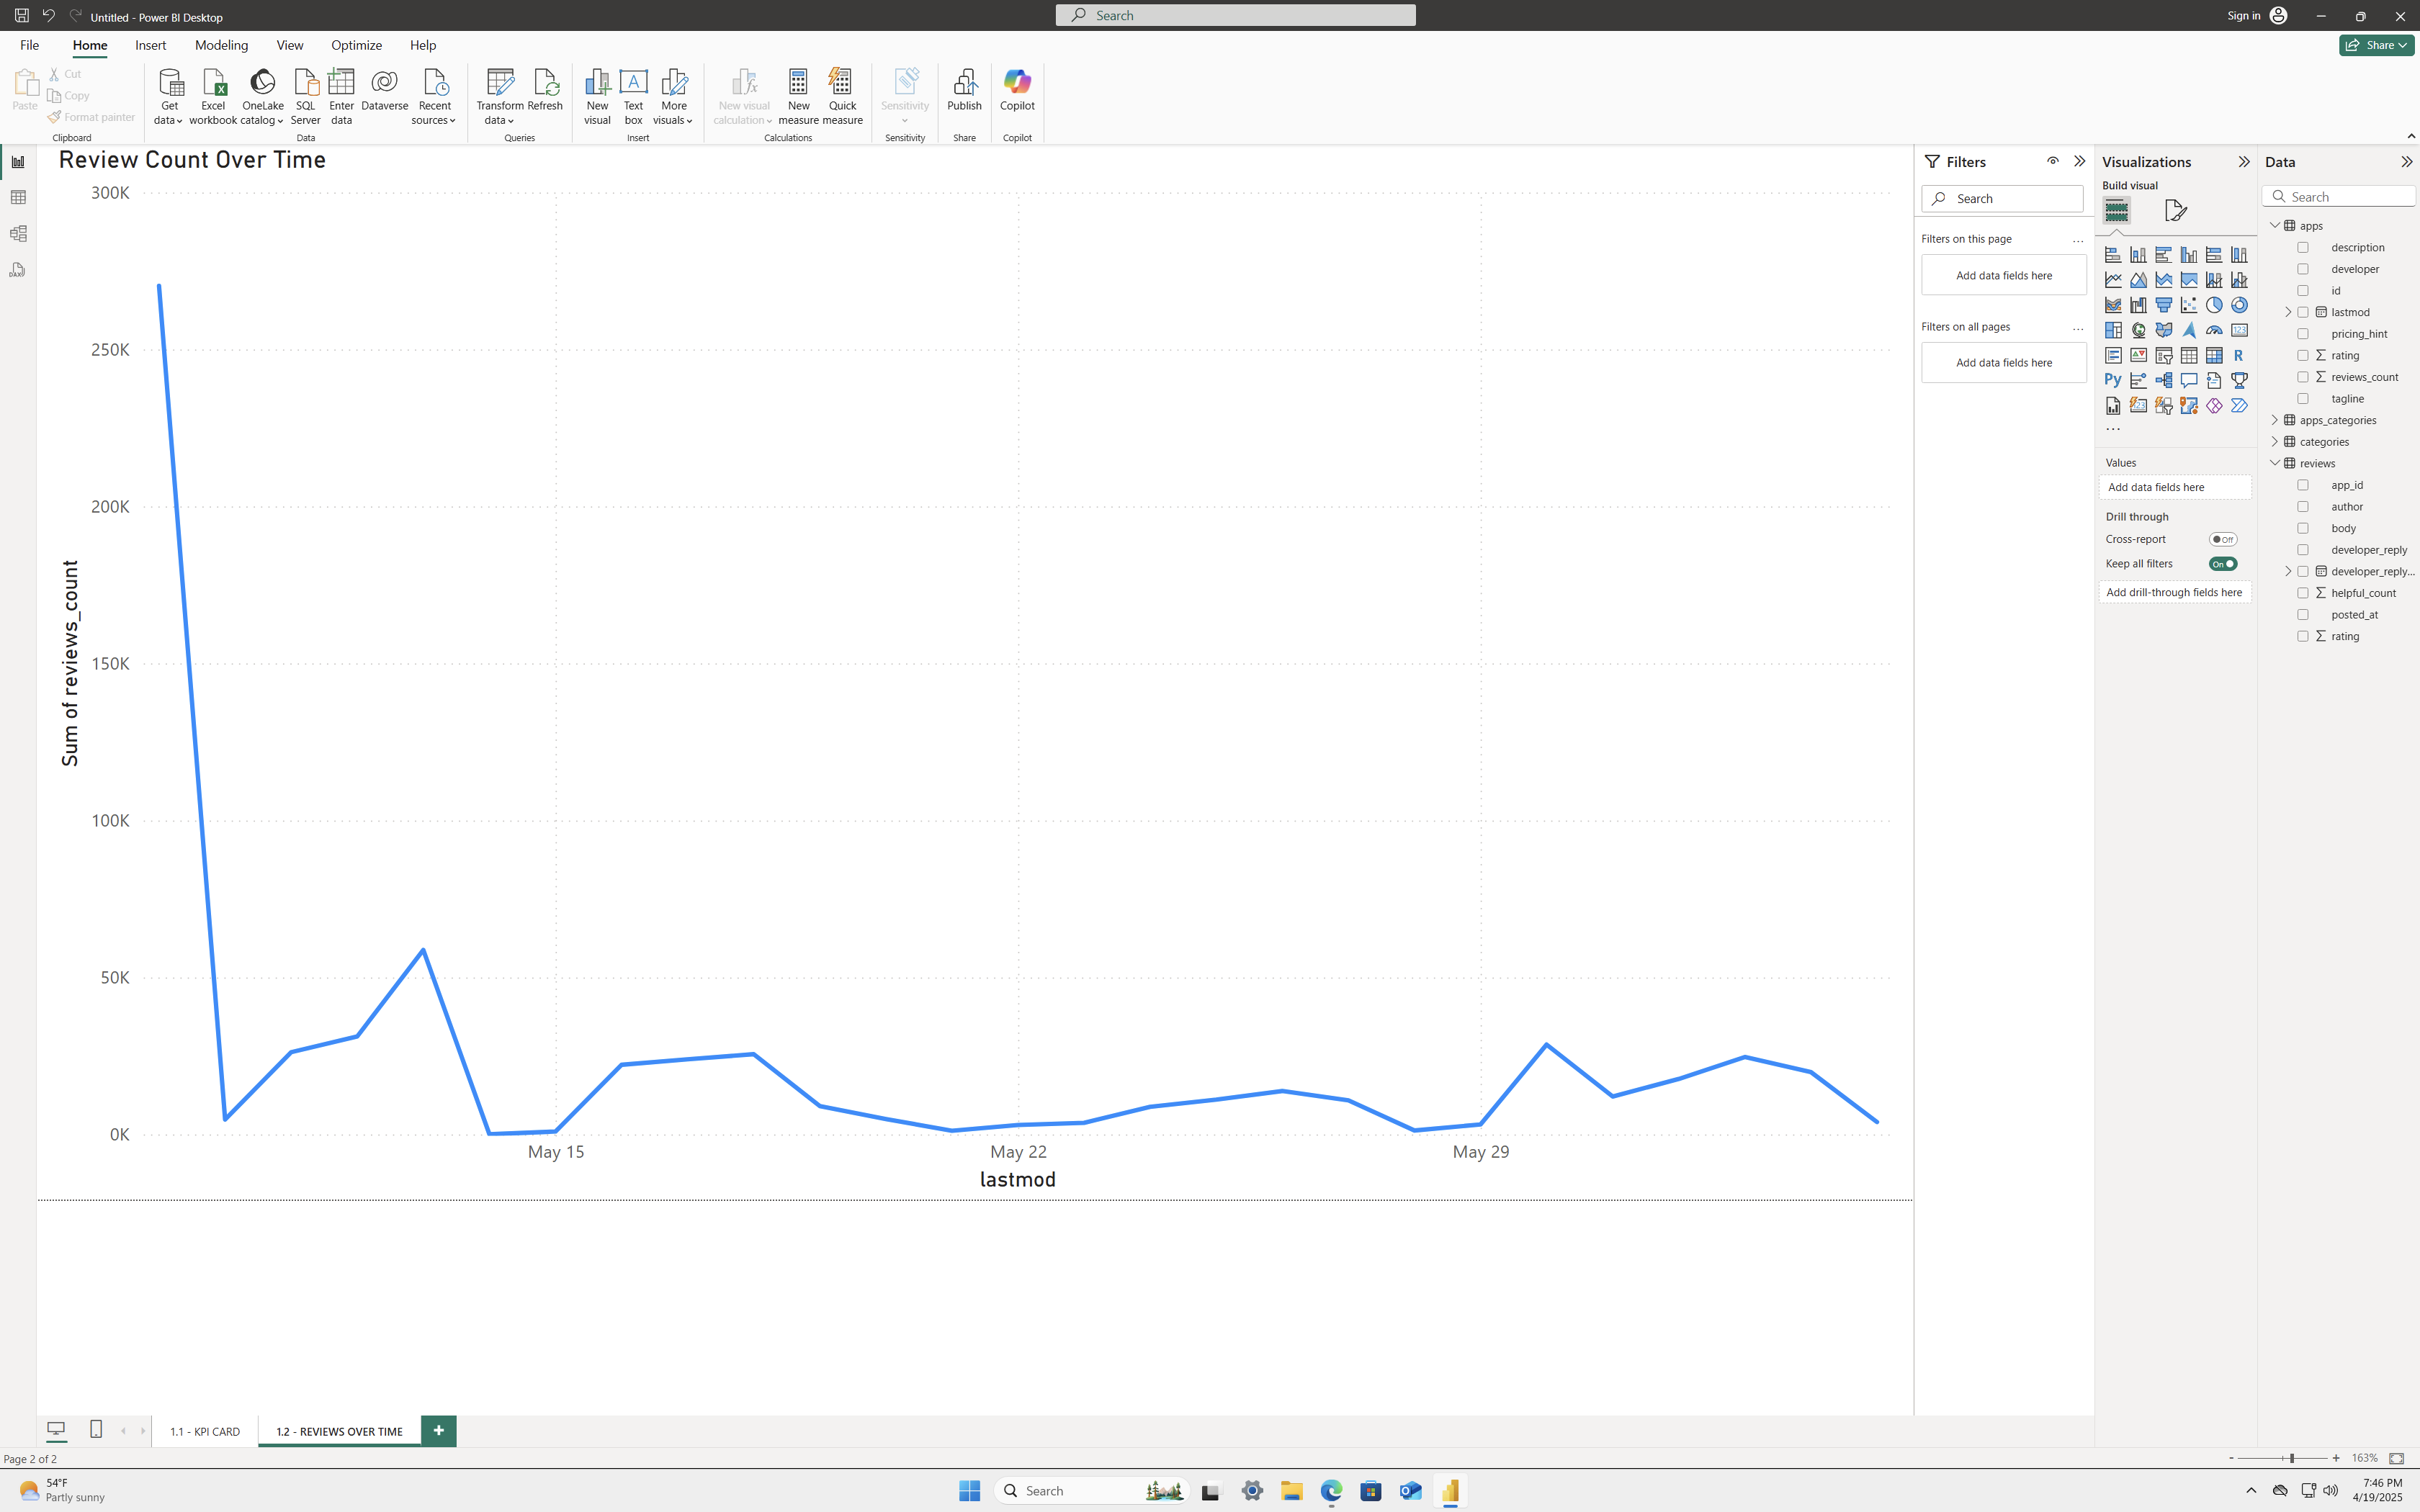 Untitled - Power BI Desktop
Search
Sign in
File
Home
Insert
Modeling
View
Optimize
Help
Share
Paste
Cut
Copy
Format painter
Clipboard
Get data
Excel workbook
OneLake catalog
SQL Server
Enter data
Dataverse
Recent sources
Data
Transform data
Refresh
Queries
New visual
Text box
More visuals
Insert
New visual calculation
New measure
Quick measure
Calculations
Sensitivity
Sensitivity
Publish
Share
Copilot
Copilot
Review Count Over Time
300K
250K
200K
150K
100K
50K
0K
Sum of reviews_count
May 15
May 22
May 29
lastmod
Filters
Search
Filters on this page
...
Add data fields here
Filters on all pages
...
Add data fields here
Visualizations
Build visual
R
Py
123
...
Values
Add data fields here
Drill through
Cross-report
Off
Keep all filters
On
Add drill-through fields here
Data
Search
apps
description
developer
id
lastmod
pricing_hint
∑ rating
∑ reviews_count
tagline
apps_categories
categories
reviews
app_id
author
body
developer_reply
developer_reply...
∑ helpful_count
posted_at
∑ rating
DAX
1.1 - KPI CARD
1.2 - REVIEWS OVER TIME
+
Page 2 of 2
- + 163%
54°F
Partly sunny
Search
7:46 PM
4/19/2025